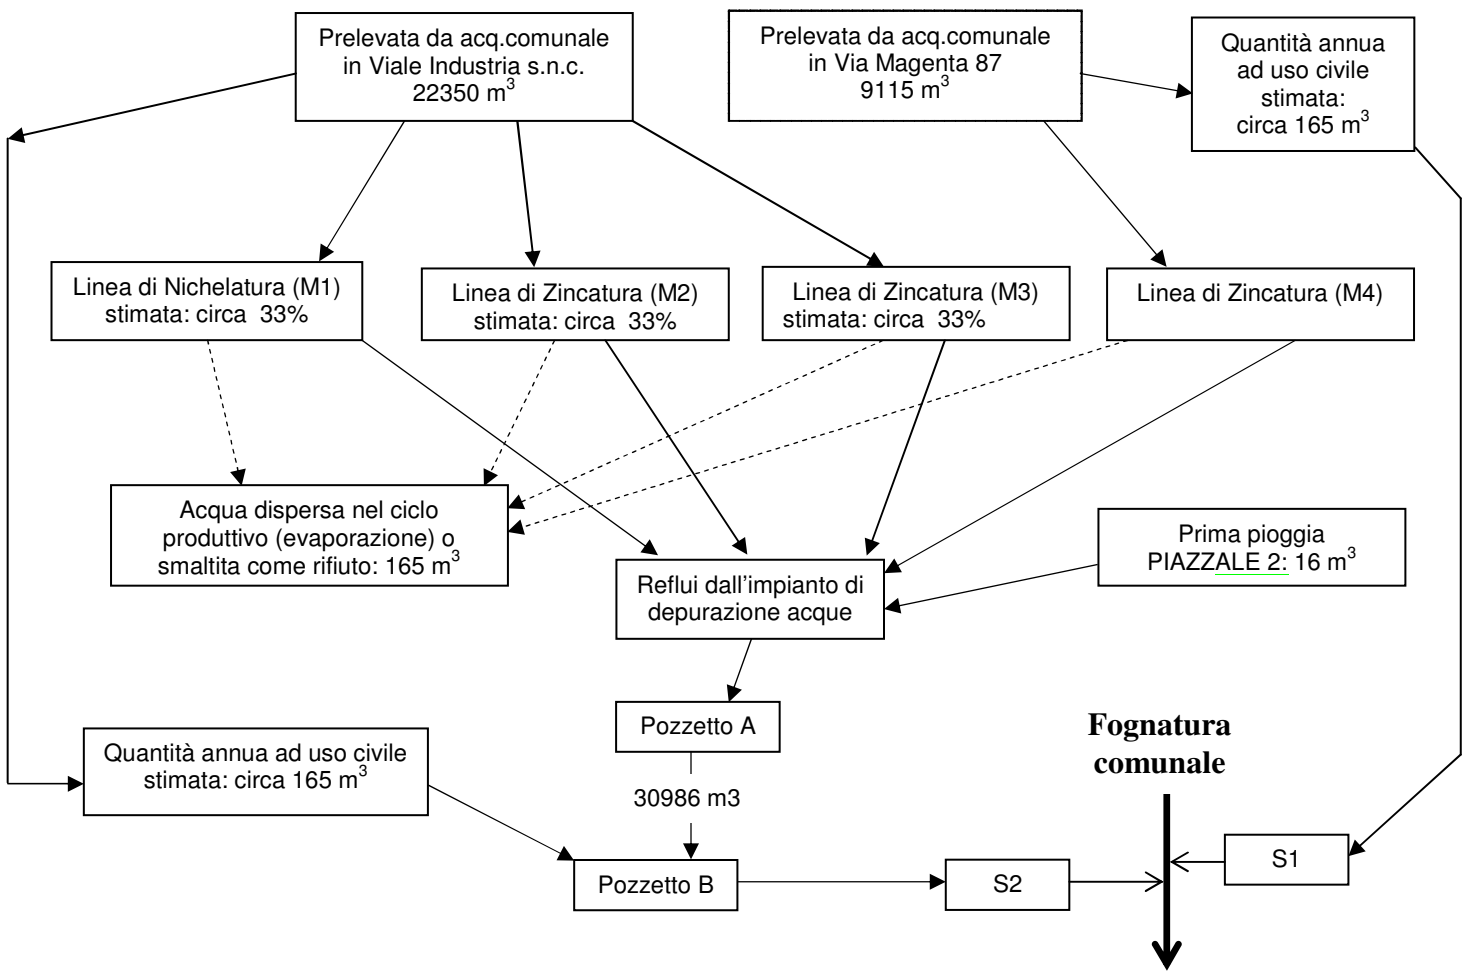 Prelevata da acq.comunale
in Viale Industria s.n.c.
22350 m³
Prelevata da acq.comunale
in Via Magenta 87
9115 m³
Quantità annua
ad uso civile
stimata:
circa 165 m³
Linea di Nichelatura (M1)
stimata: circa 33%
Linea di Zincatura (M2)
stimata: circa 33%
Linea di Zincatura (M3)
stimata: circa 33%
Linea di Zincatura (M4)
Acqua dispersa nel ciclo
produttivo (evaporazione) o
smaltita come rifiuto: 165 m³
Prima pioggia
PIAZZALE 2: 16 m³
Reflui dall'impianto di
depurazione acque
Pozzetto A
Fognatura
comunale
Quantità annua ad uso civile
stimata: circa 165 m³
30986 m3
Pozzetto B
S2
S1